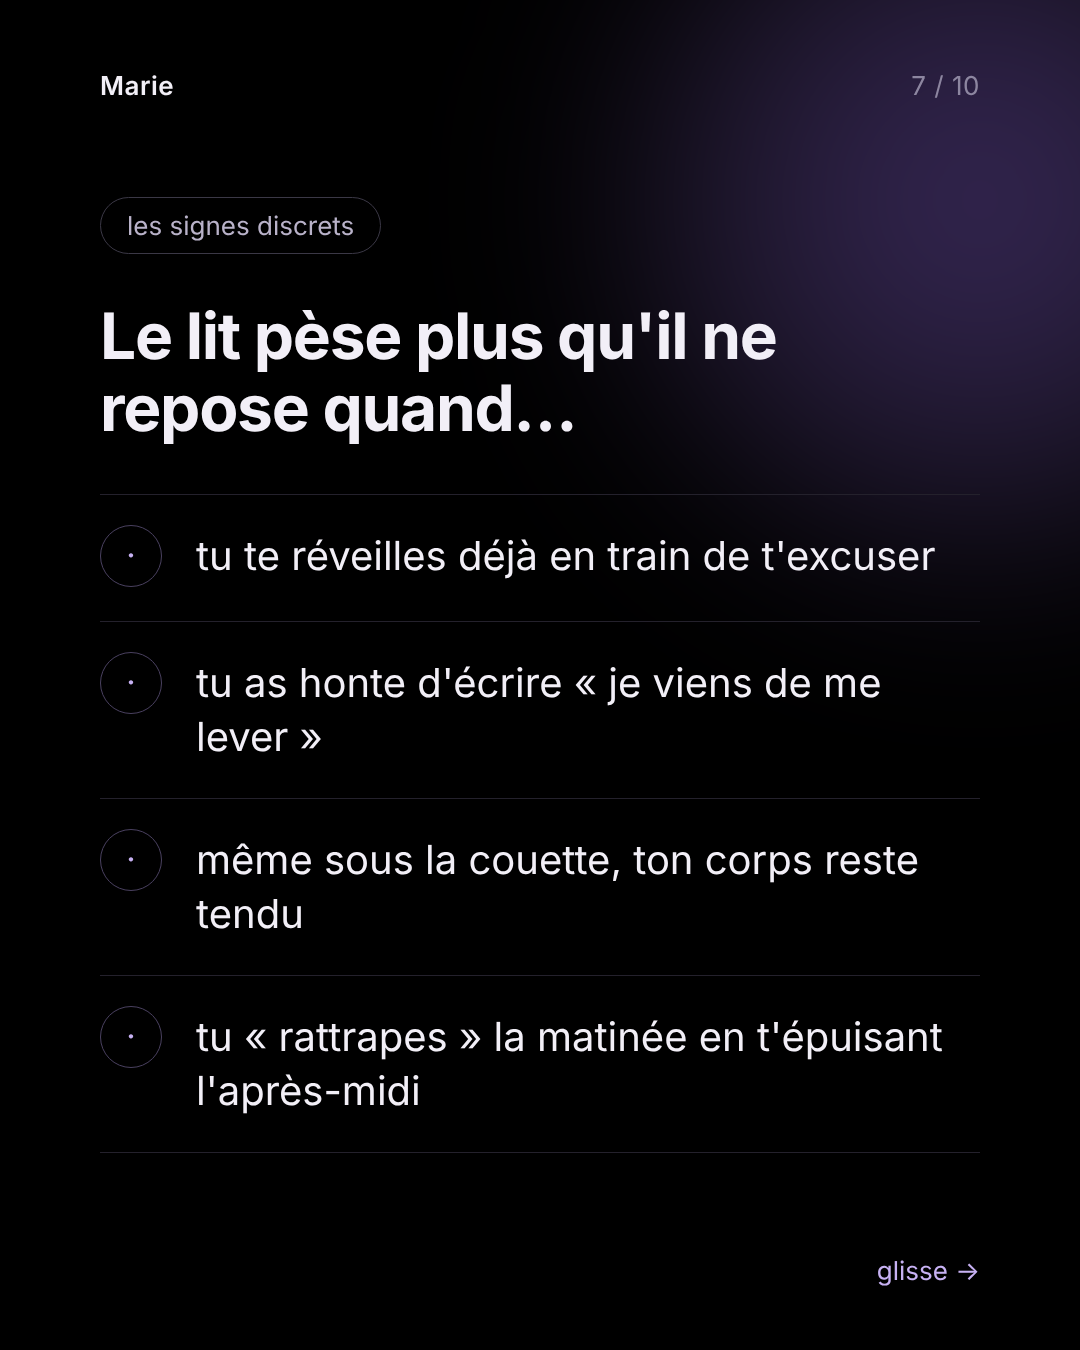 Marie
7 / 10
les signes discrets
Le lit pèse plus qu'il ne
repose quand…
tu te réveilles déjà en train de t'excuser
tu as honte d'écrire « je viens de me
lever »
même sous la couette, ton corps reste
tendu
tu « rattrapes » la matinée en t'épuisant
l'après-midi
glisse →